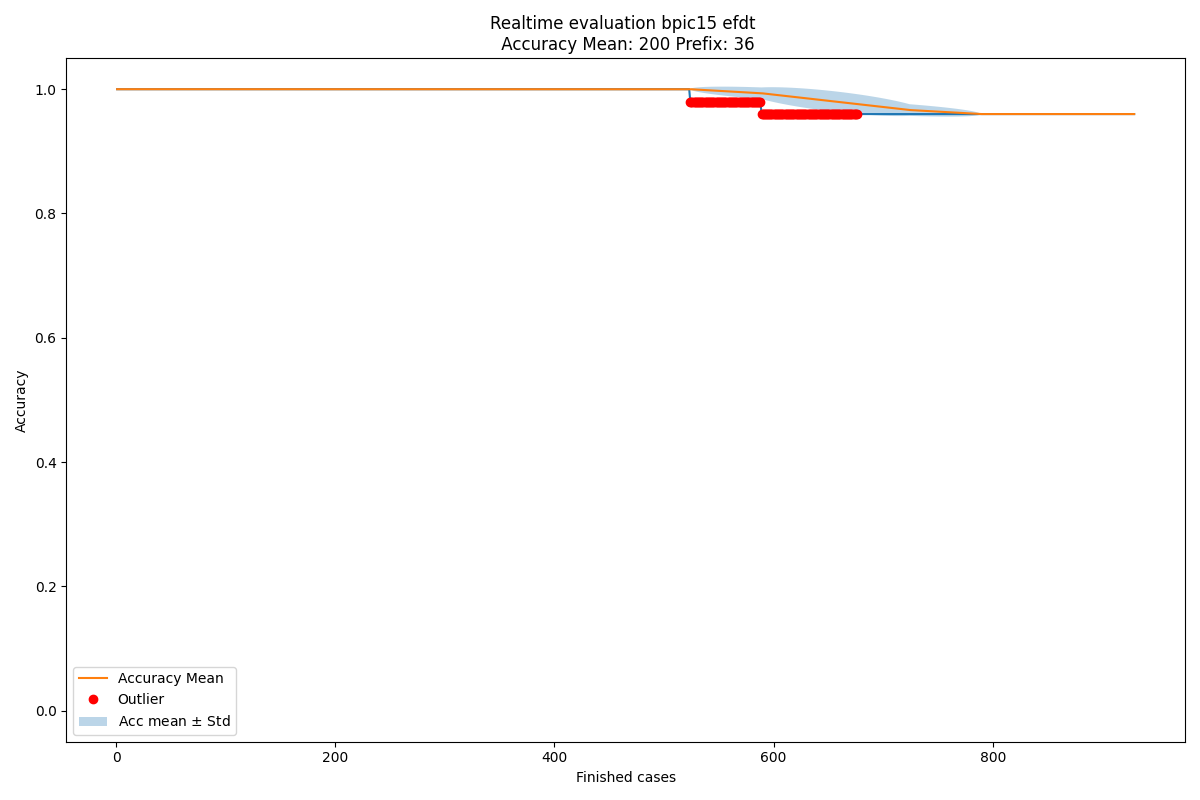 Realtime evaluation bpic15 efdt
Accuracy Mean: 200 Prefix: 36
1.0
0.8
0.6
0.4
0.2
0.0
Accuracy
Accuracy Mean
Outlier
Acc mean ± Std
0
200
400
600
800
Finished cases